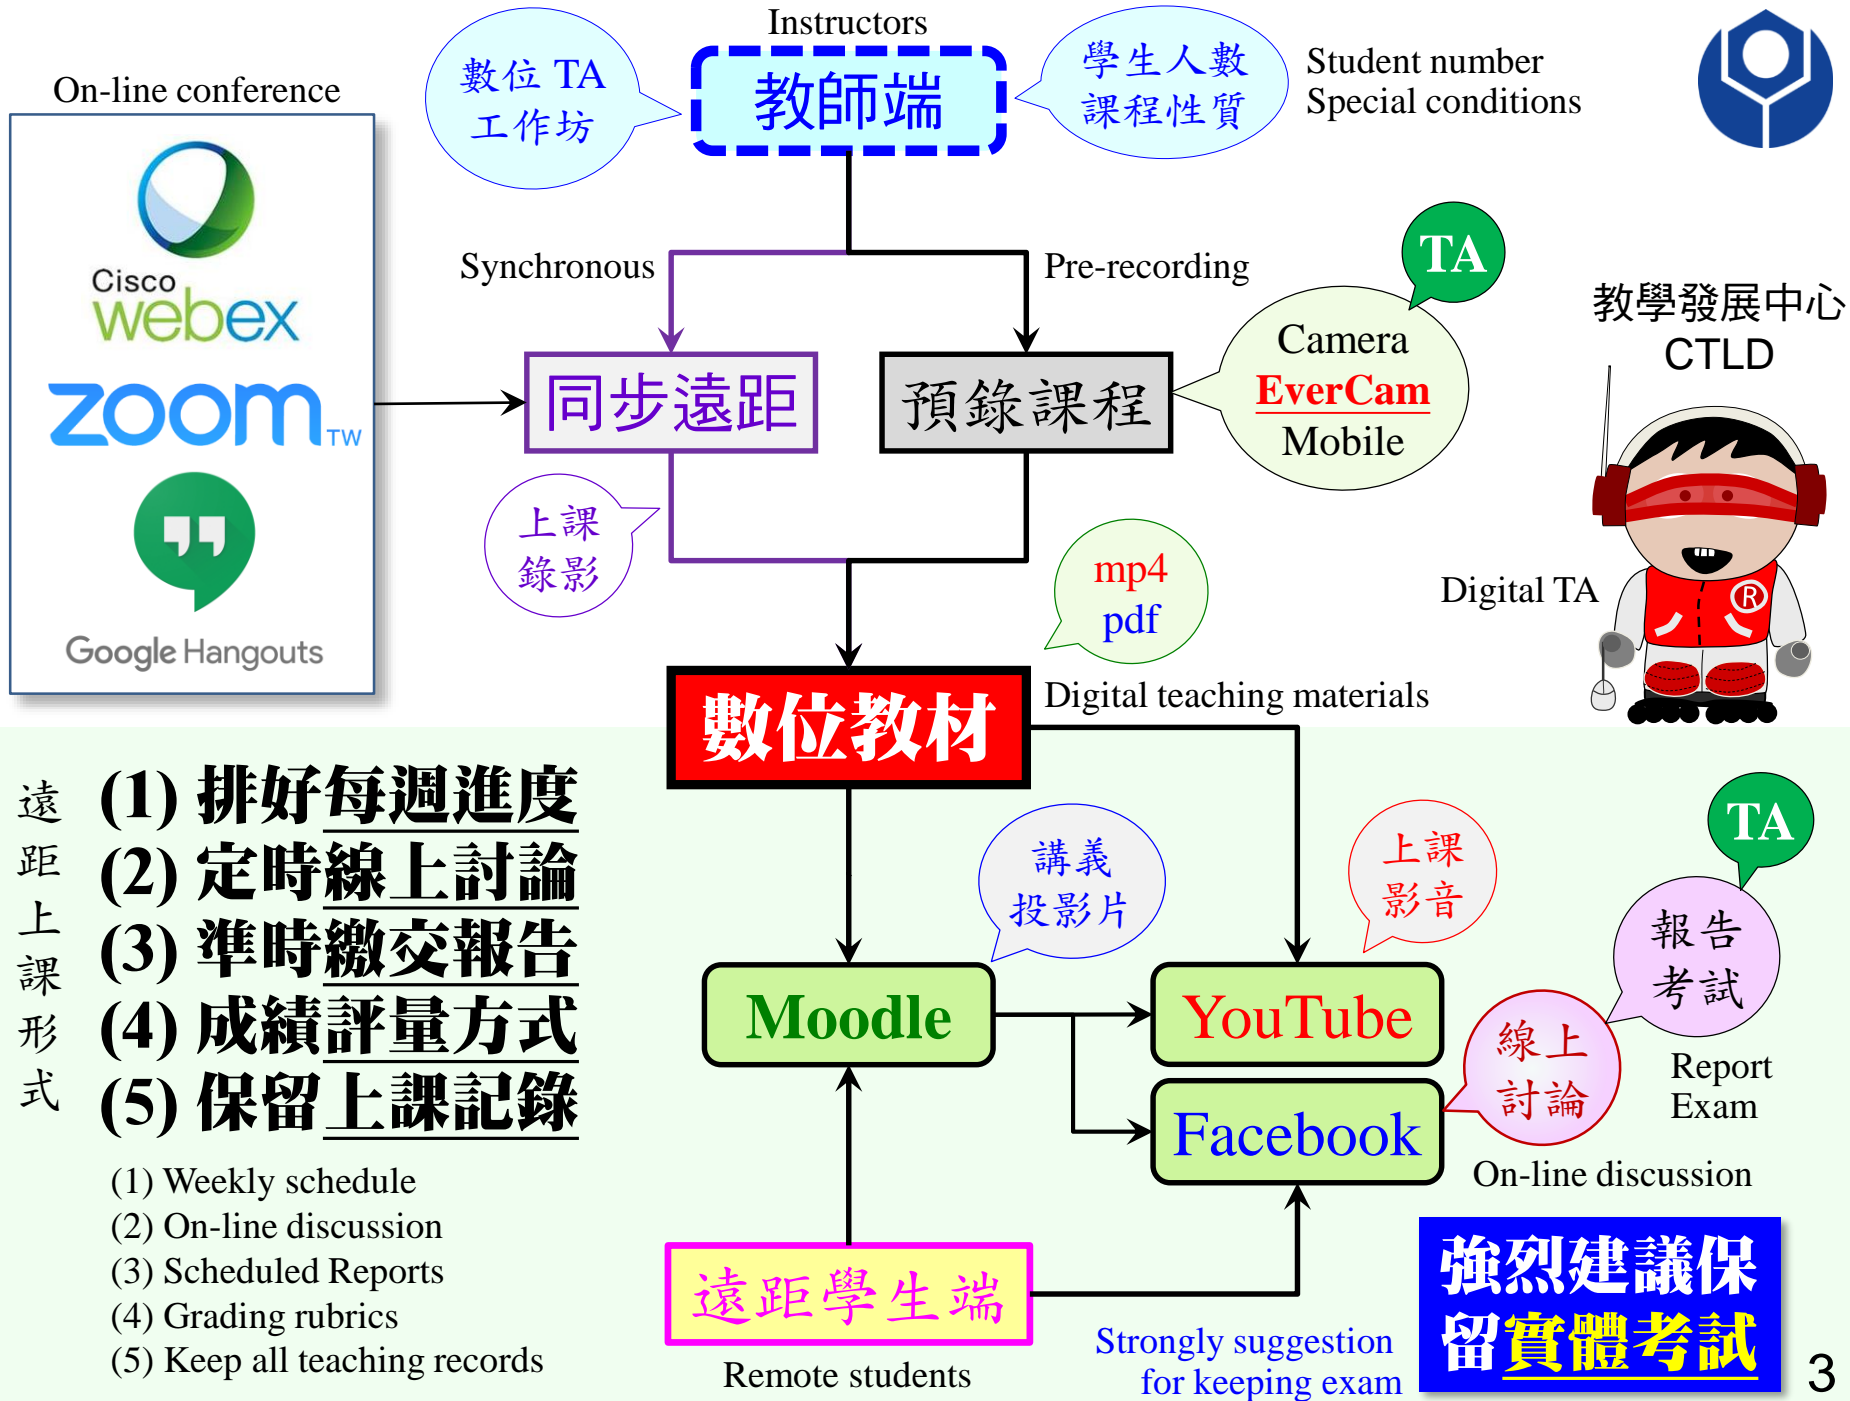 Instructors
數位 TA
工作坊
教師端
學生人數
課程性質
Student number
Special conditions
On-line conference
Cisco
webex
zoom TW
Google Hangouts
Synchronous
Pre-recording
TA
Camera
EverCam
Mobile
同步遠距
預錄課程
教學發展中心
CTLD
上課
錄影
mp4
pdf
Digital TA
R
數位教材
Digital teaching materials
遠距上課形式
(1) 排好每週進度
(2) 定時線上討論
(3) 準時繳交報告
(4) 成績評量方式
(5) 保留上課記錄
(1) Weekly schedule
(2) On-line discussion
(3) Scheduled Reports
(4) Grading rubrics
(5) Keep all teaching records
講義
投影片
上課
影音
TA
報告
考試
Moodle
YouTube
線上
討論
Report
Exam
Facebook
On-line discussion
遠距學生端
Remote students
Strongly suggestion
for keeping exam
強烈建議保
留實體考試
3